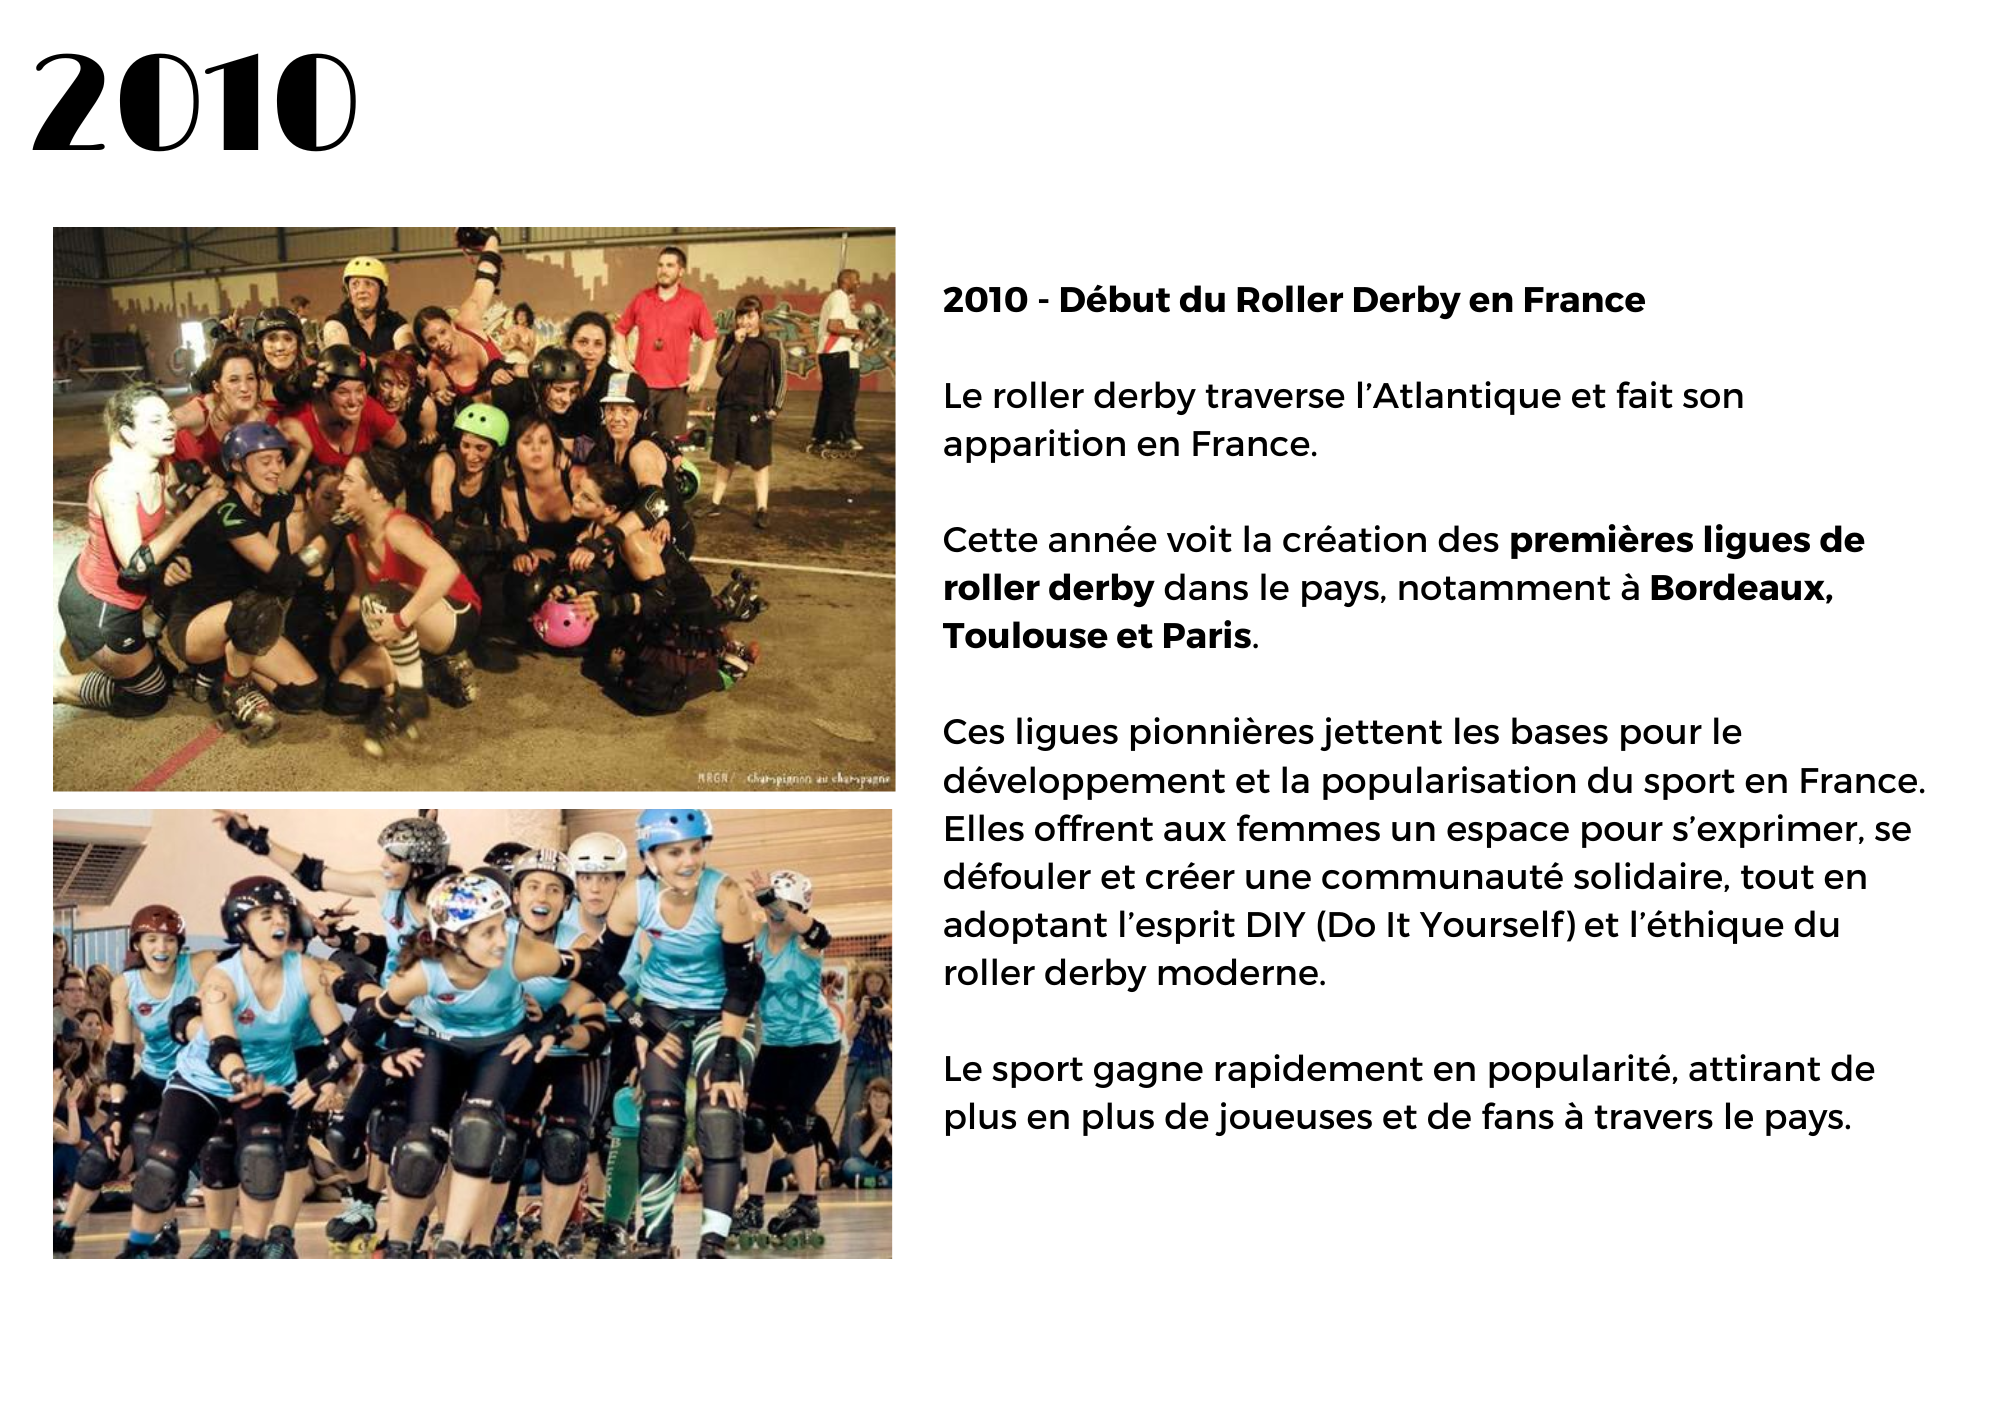 2010
2010 - Début du Roller Derby en France
Le roller derby traverse l’Atlantique et fait son
apparition en France.
Cette année voit la création des premières ligues de
roller derby dans le pays, notamment à Bordeaux,
Toulouse et Paris.
Ces ligues pionnières jettent les bases pour le
développement et la popularisation du sport en France.
Elles offrent aux femmes un espace pour s’exprimer, se
défouler et créer une communauté solidaire, tout en
adoptant l’esprit DIY (Do It Yourself) et l’éthique du
roller derby moderne.
Le sport gagne rapidement en popularité, attirant de
plus en plus de joueuses et de fans à travers le pays.
MRGN/ Champignon au champagne